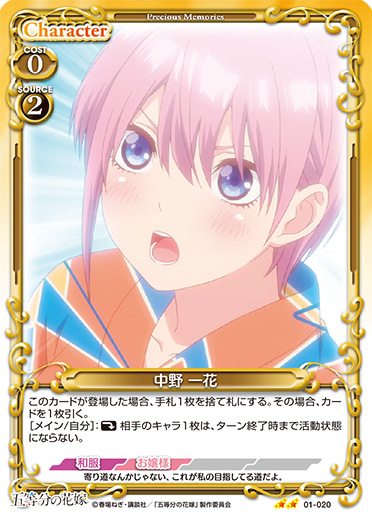 Precious Memories
Character
COST
0
SOURCE
2
中野 一花
このカードが登場した場合、手札1枚を捨て札にする。その場合、カー
ドを1枚引く。
[メイン/自分]: 相手のキャラ1枚は、ターン終了時まで活動状態
にならない。
和服 お嬢様
寄り道なんかじゃない、これが私の目指してる道だよ。
五等分の花嫁 ©春場ねぎ・講談社／「五等分の花嫁」製作委員会 01-020